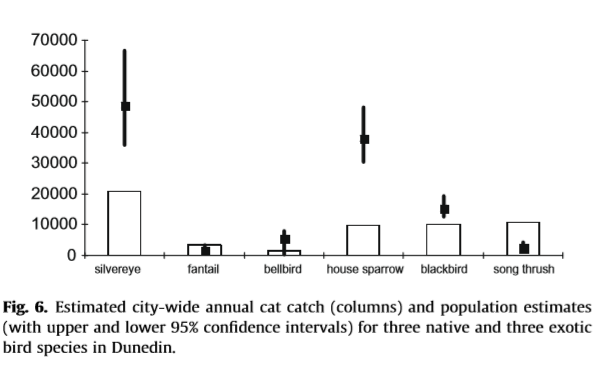 70000
60000
50000
40000
30000
20000
10000
0
silvereye fantail bellbird house sparrow blackbird song thrush
Fig. 6. Estimated city-wide annual cat catch (columns) and population estimates
(with upper and lower 95% confidence intervals) for three native and three exotic
bird species in Dunedin.